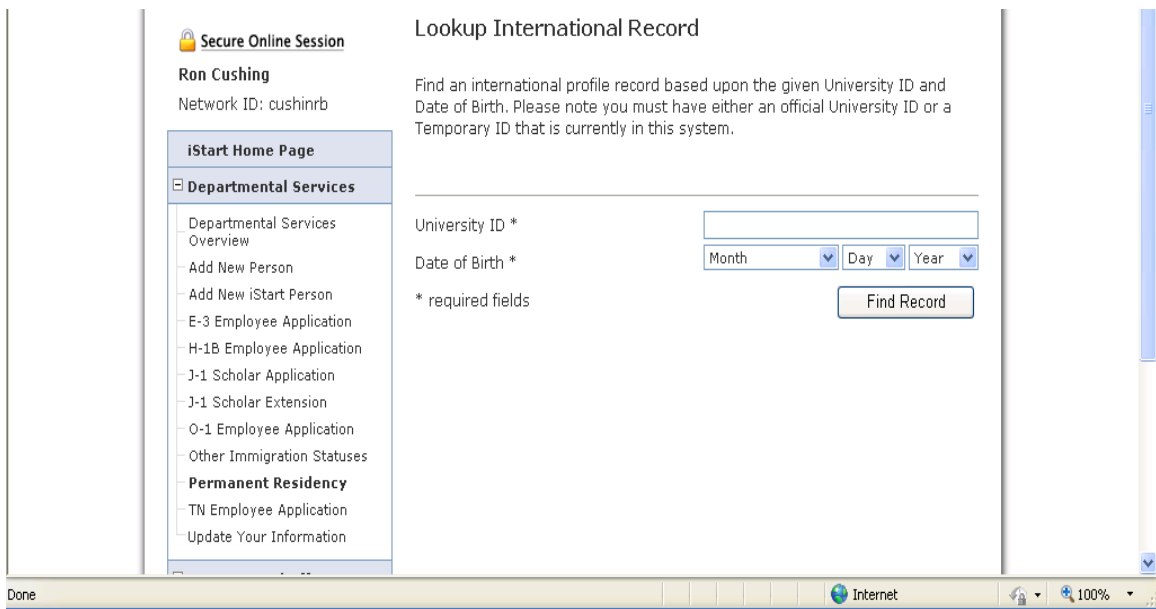 Secure Online Session
Ron Cushing
Network ID: cushinrb
iStart Home Page
Departmental Services
Departmental Services
Overview
Add New Person
Add New iStart Person
E-3 Employee Application
H-1B Employee Application
J-1 Scholar Application
J-1 Scholar Extension
O-1 Employee Application
Other Immigration Statuses
Permanent Residency
TN Employee Application
Update Your Information
Lookup International Record
Find an international profile record based upon the given University ID and
Date of Birth. Please note you must have either an official University ID or a
Temporary ID that is currently in this system.
University ID *
Date of Birth * Month Day Year
* required fields Find Record
Done Internet 100%